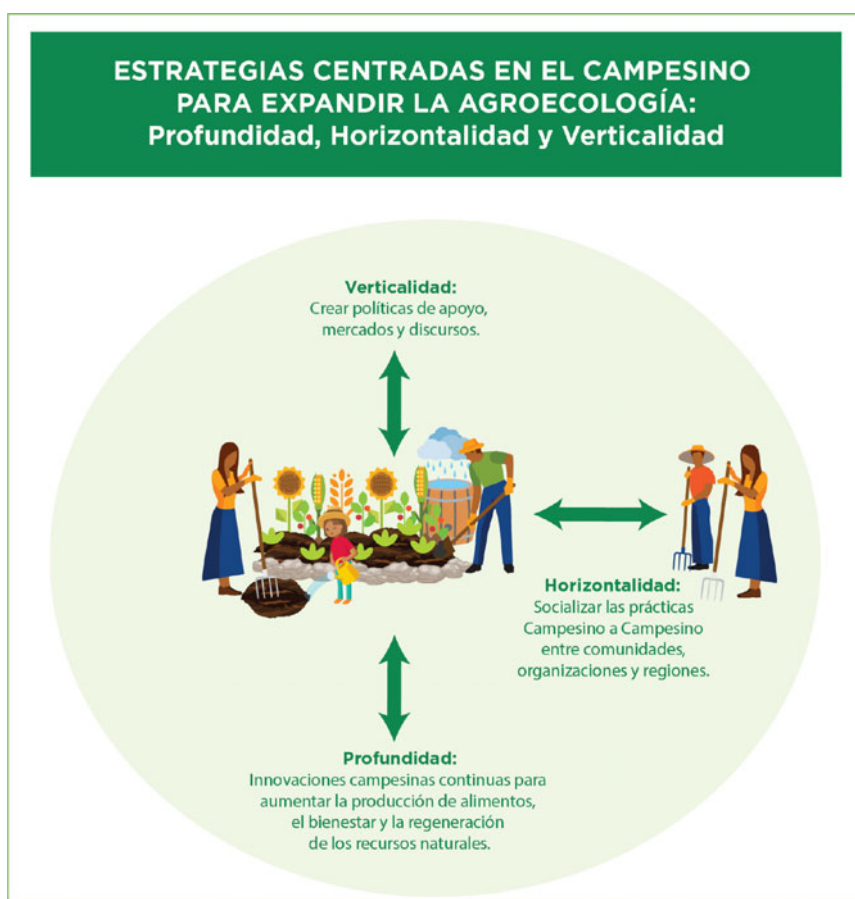 ESTRATEGIAS CENTRADAS EN EL CAMPESINO
PARA EXPANDIR LA AGROECOLOGÍA:
Profundidad, Horizontalidad y Verticalidad
Verticalidad:
Crear políticas de apoyo,
mercados y discursos.
Horizontalidad:
Socializar las prácticas
Campesino a Campesino
entre comunidades,
organizaciones y regiones.
Profundidad:
Innovaciones campesinas continuas para
aumentar la producción de alimentos,
el bienestar y la regeneración
de los recursos naturales.